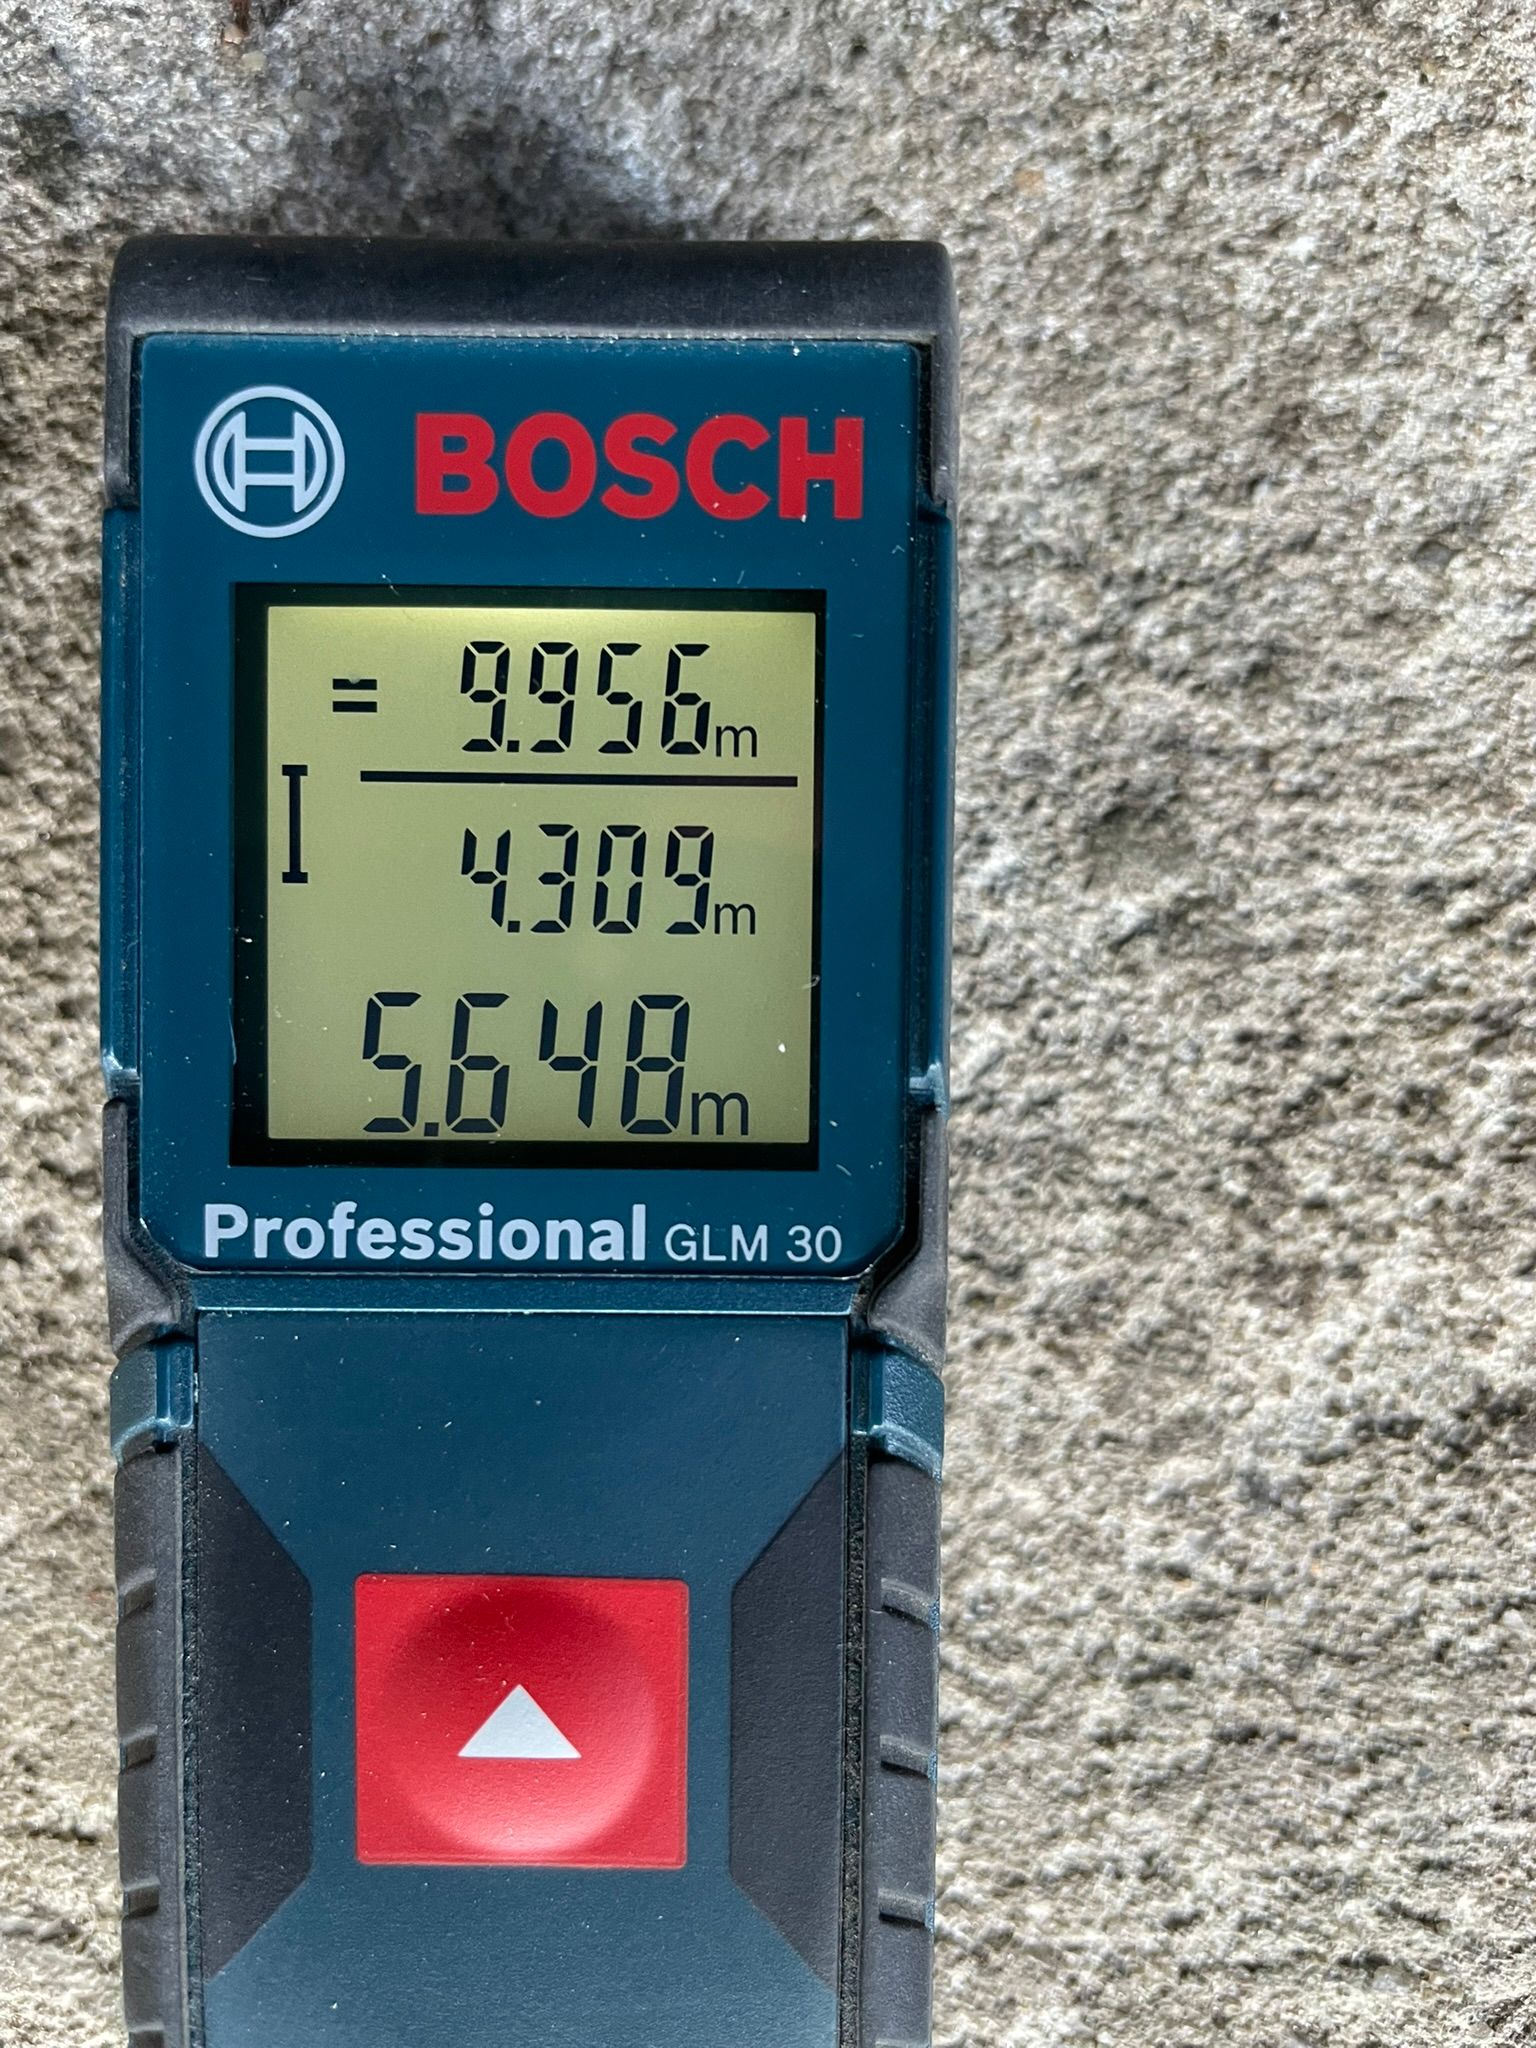 BOSCH
= 9.956m
4.309m
5.648m
Professional GLM 30